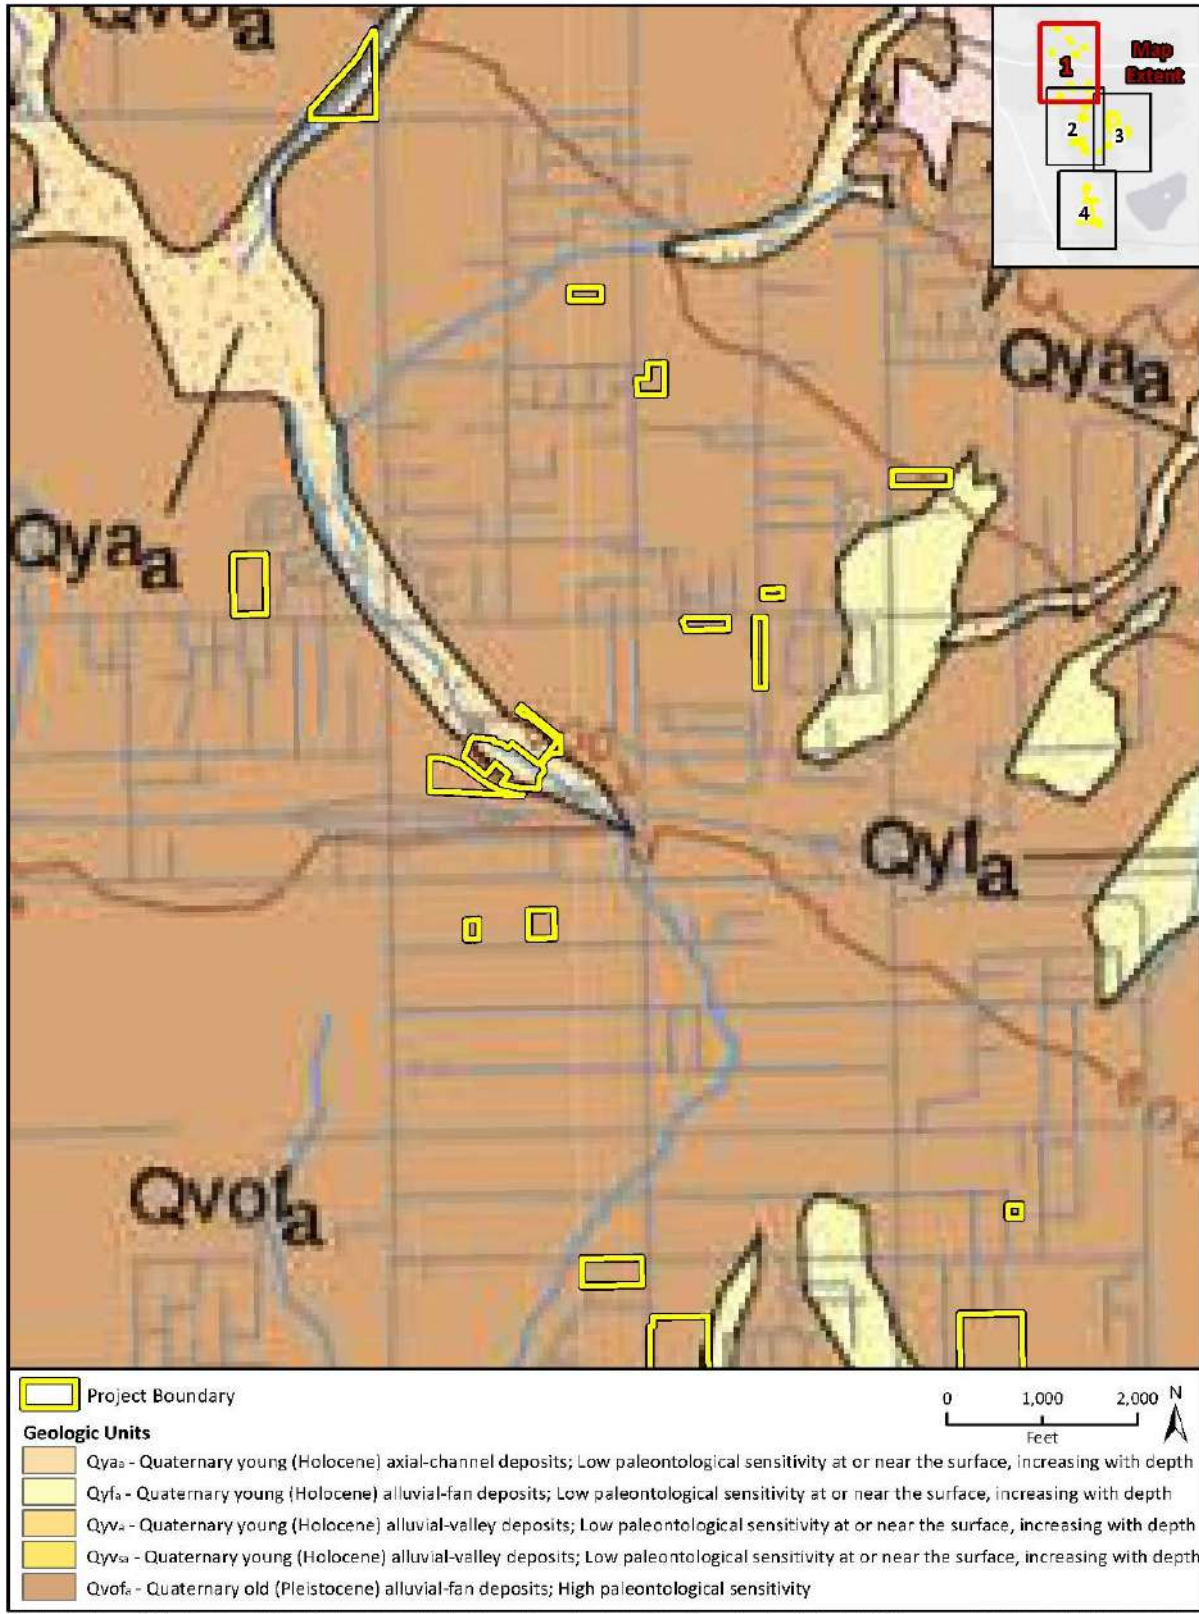 Qvofa
Map
Extent
1
2
3
4
Qyaa
Qyaa
Qyfa
Qvofa
Project Boundary
0 1,000 2,000
Feet
N
Geologic Units
Qyaa - Quaternary young (Holocene) axial-channel deposits; Low paleontological sensitivity at or near the surface, increasing with depth
Qyfa - Quaternary young (Holocene) alluvial-fan deposits; Low paleontological sensitivity at or near the surface, increasing with depth
Qyva - Quaternary young (Holocene) alluvial-valley deposits; Low paleontological sensitivity at or near the surface, increasing with depth
Qyvsa - Quaternary young (Holocene) alluvial-valley deposits; Low paleontological sensitivity at or near the surface, increasing with depth
Qvofa - Quaternary old (Pleistocene) alluvial-fan deposits; High paleontological sensitivity